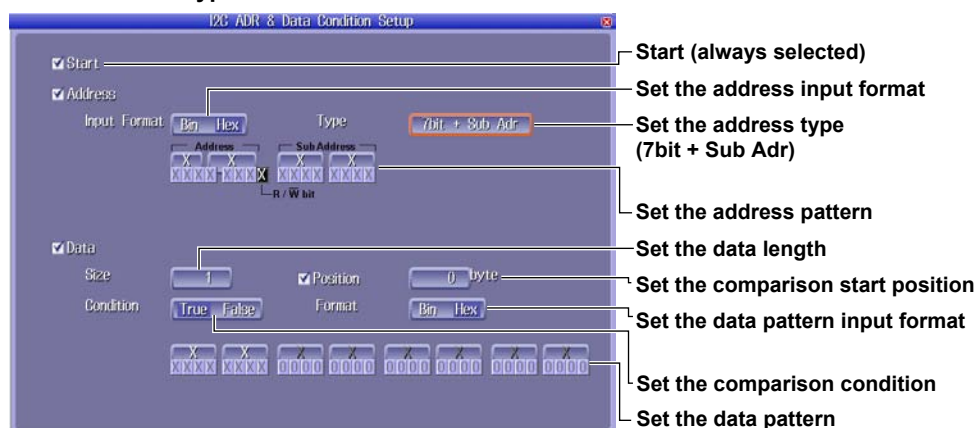 I2C ADR & Data Condition Setup
Start
Start (always selected)
Address
Set the address input format
Input Format Bin Hex Type 7bit + Sub Adr
Set the address type
(7bit + Sub Adr)
Address Sub Address
X X X X
XXXX-XXXX XXXX XXXX
R / W bit
Set the address pattern
Data
Set the data length
Size 1 Position 0 byte
Set the comparison start position
Condition True False Format Bin Hex
Set the data pattern input format
X X X X X X X X
XXXX XXXX 0000 0000 0000 0000 0000 0000
Set the comparison condition
Set the data pattern